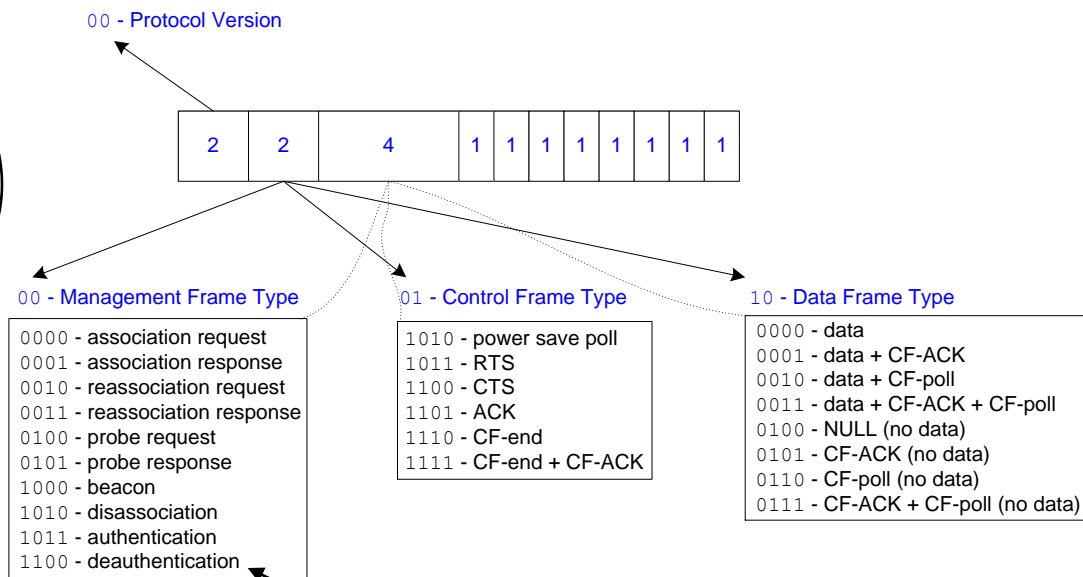 00 - Protocol Version
2 2 4 1 1 1 1 1 1 1 1
00 - Management Frame Type
0000 - association request
0001 - association response
0010 - reassociation request
0011 - reassociation response
0100 - probe request
0101 - probe response
1000 - beacon
1010 - disassociation
1011 - authentication
1100 - deauthentication
01 - Control Frame Type
1010 - power save poll
1011 - RTS
1100 - CTS
1101 - ACK
1110 - CF-end
1111 - CF-end + CF-ACK
10 - Data Frame Type
0000 - data
0001 - data + CF-ACK
0010 - data + CF-poll
0011 - data + CF-ACK + CF-poll
0100 - NULL (no data)
0101 - CF-ACK (no data)
0110 - CF-poll (no data)
0111 - CF-ACK + CF-poll (no data)